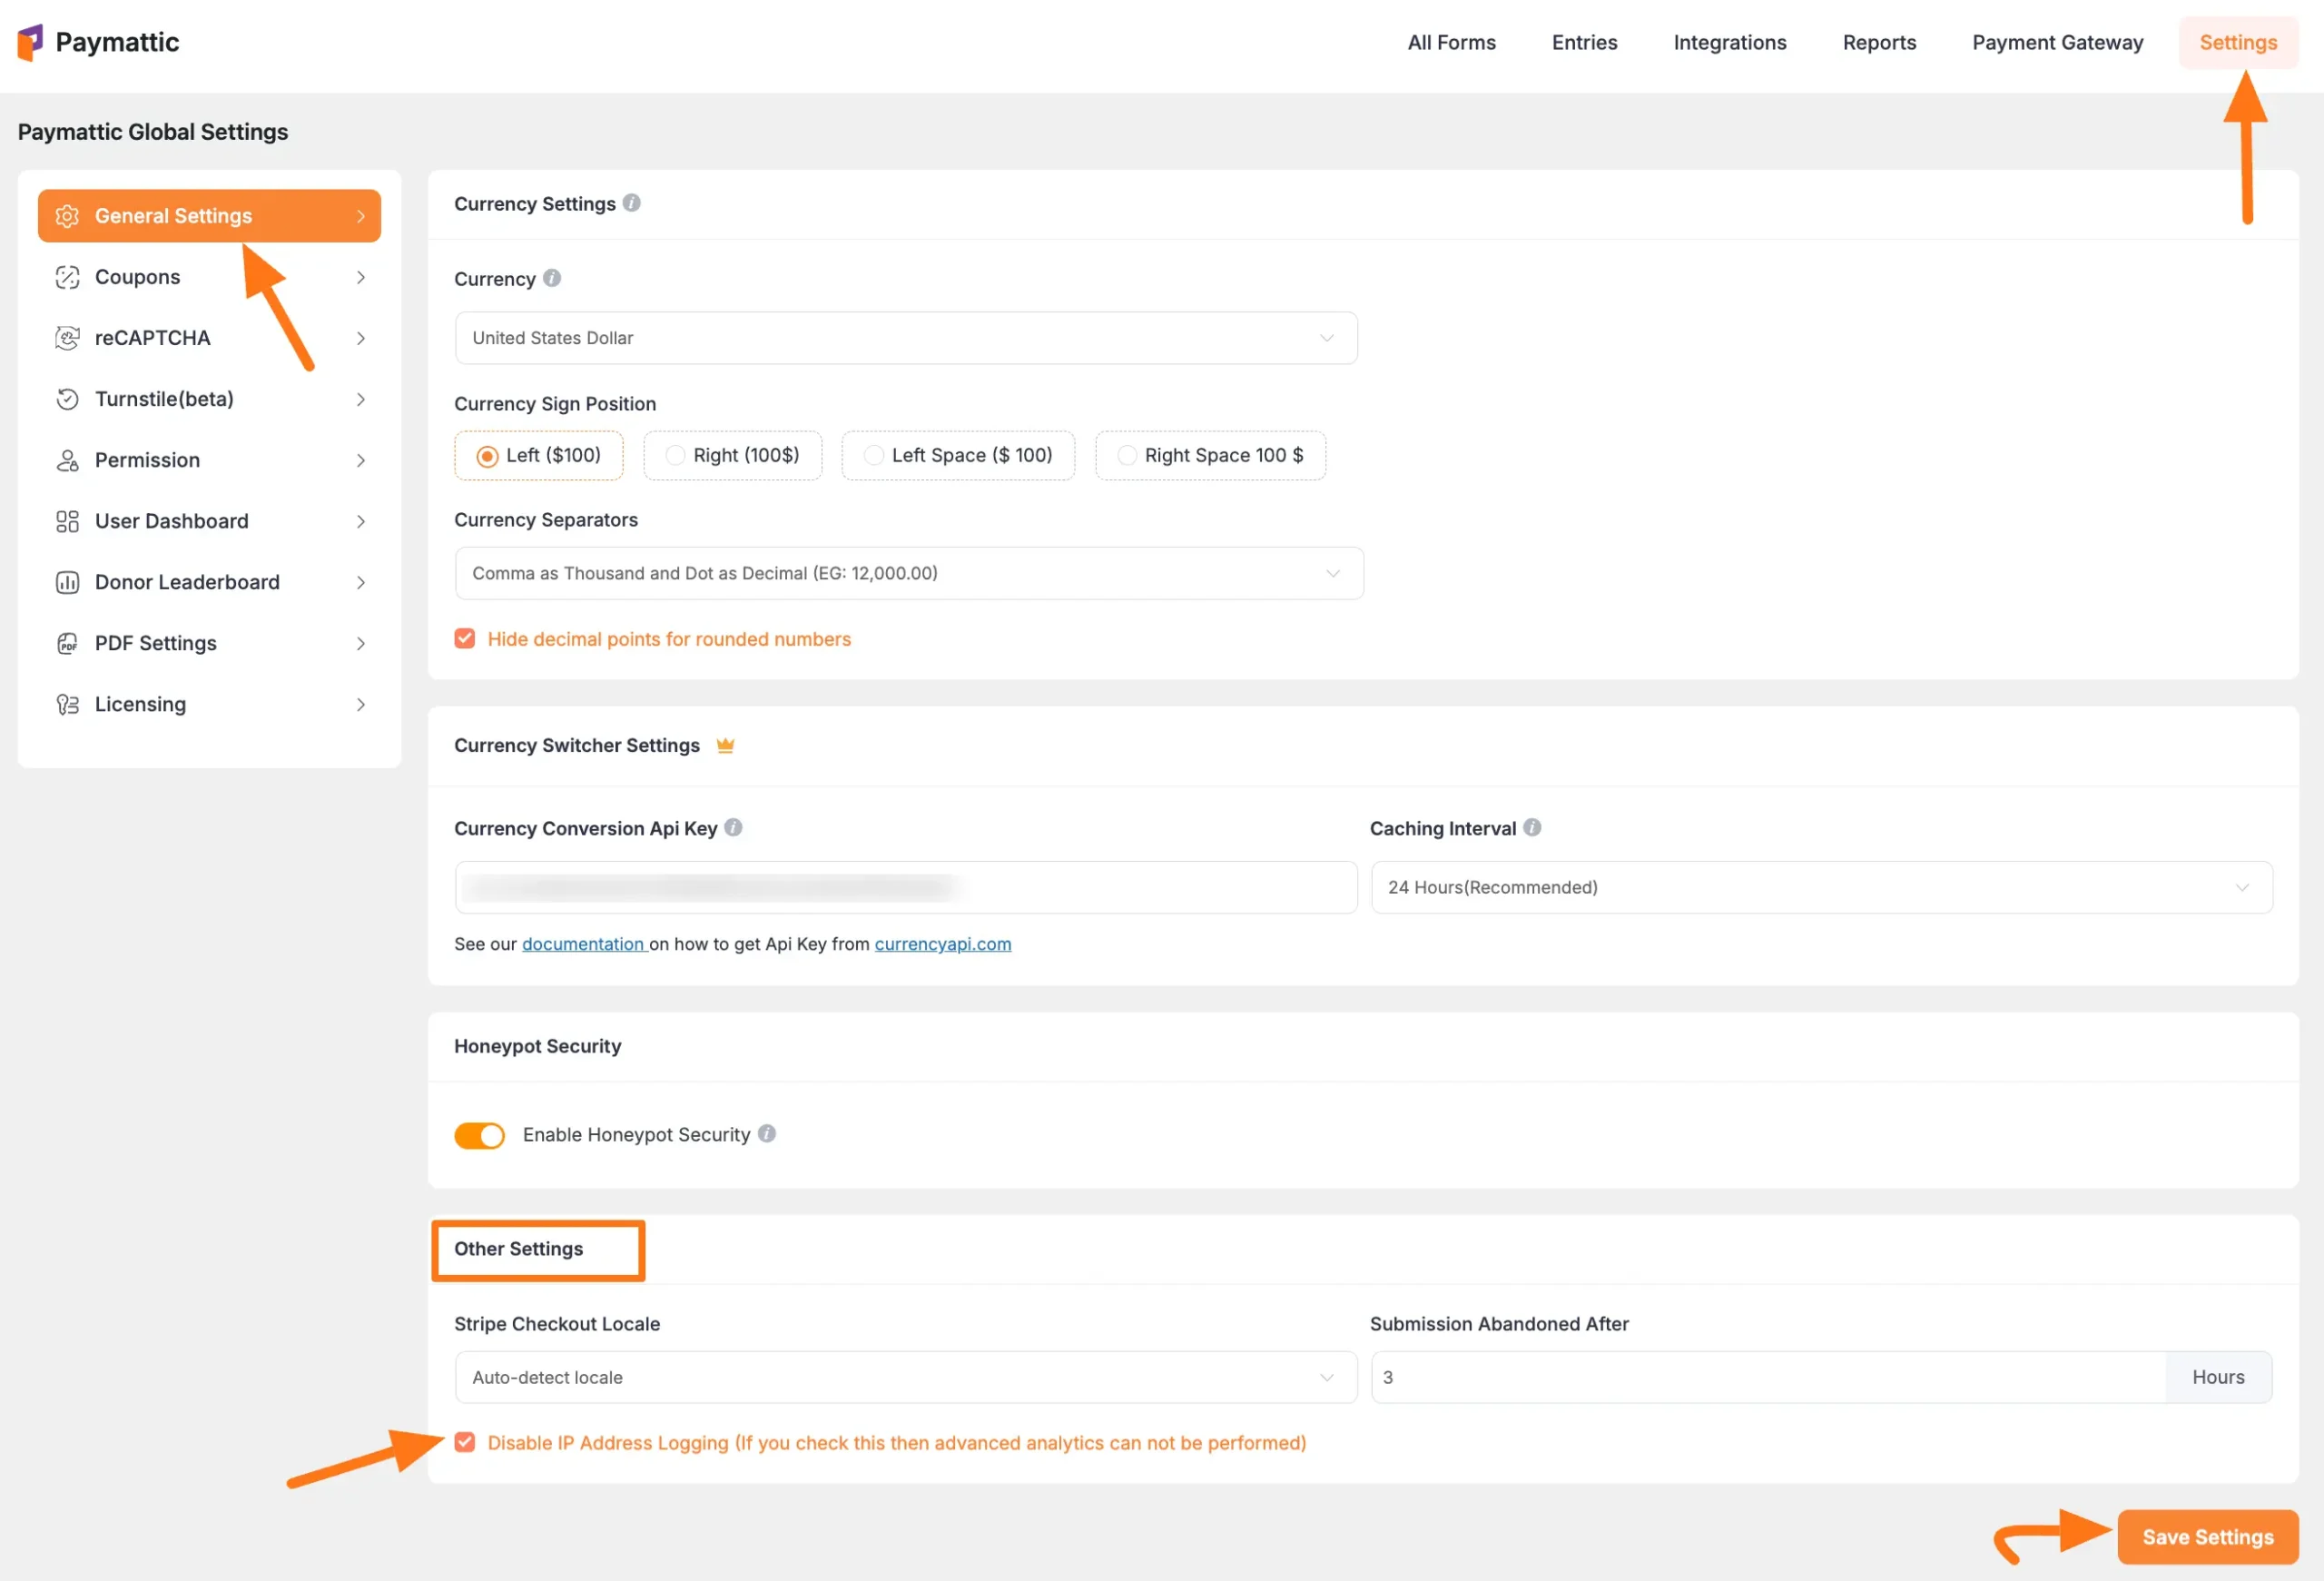 Paymattic
All Forms
Entries
Integrations
Reports
Payment Gateway
Settings
Paymattic Global Settings
General Settings
Coupons
reCAPTCHA
Turnstile(beta)
Permission
User Dashboard
Donor Leaderboard
PDF Settings
Licensing
Currency Settings
Currency
United States Dollar
Currency Sign Position
Left ($100)
Right (100$)
Left Space ($ 100)
Right Space 100 $
Currency Separators
Comma as Thousand and Dot as Decimal (EG: 12,000.00)
Hide decimal points for rounded numbers
Currency Switcher Settings
Currency Conversion Api Key
Caching Interval
24 Hours(Recommended)
See our documentation on how to get Api Key from currencyapi.com
Honeypot Security
Enable Honeypot Security
Other Settings
Stripe Checkout Locale
Submission Abandoned After
Auto-detect locale
3
Hours
Disable IP Address Logging (If you check this then advanced analytics can not be performed)
Save Settings